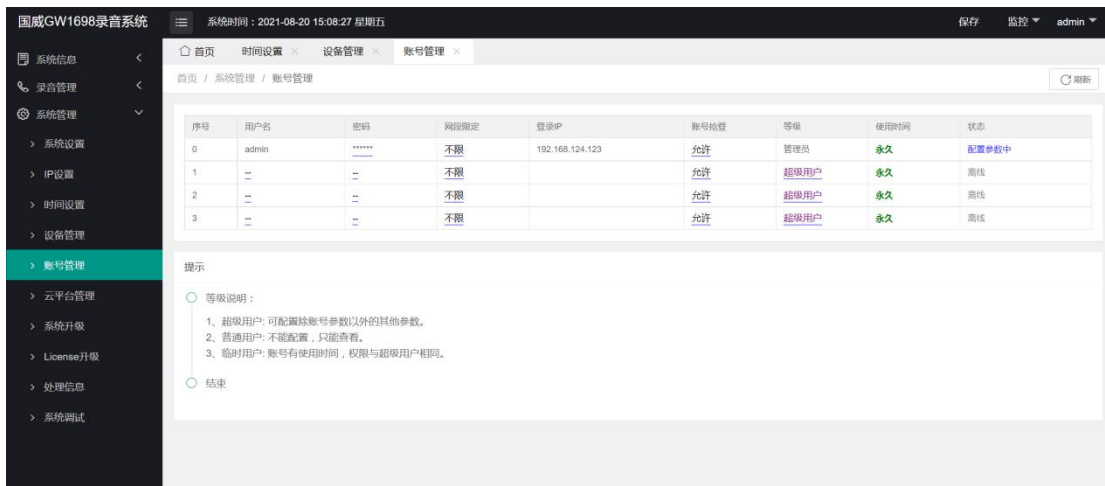 国威GW1698录音系统 系统时间：2021-08-20 15:08:27 星期五 保存 监控 admin
首页 时间设置 设备管理 账号管理
首页 / 系统管理 / 账号管理 刷新
系统信息
录音管理
系统管理
系统设置
IP设置
时间设置
设备管理
账号管理
云平台管理
系统升级
License升级
处理信息
系统调试
序号 用户名 密码 网段限定 登录IP 账号抢登 等级 使用时间 状态
0 admin ****** 不限 192.168.124.123 允许 管理员 永久 配置参数中
1 -- -- 不限 允许 超级用户 永久 离线
2 -- -- 不限 允许 超级用户 永久 离线
3 -- -- 不限 允许 超级用户 永久 离线
提示
等级说明：
1、超级用户: 可配置除账号参数以外的其他参数。
2、普通用户: 不能配置，只能查看。
3、临时用户: 账号有使用时间，权限与超级用户相同。
结束